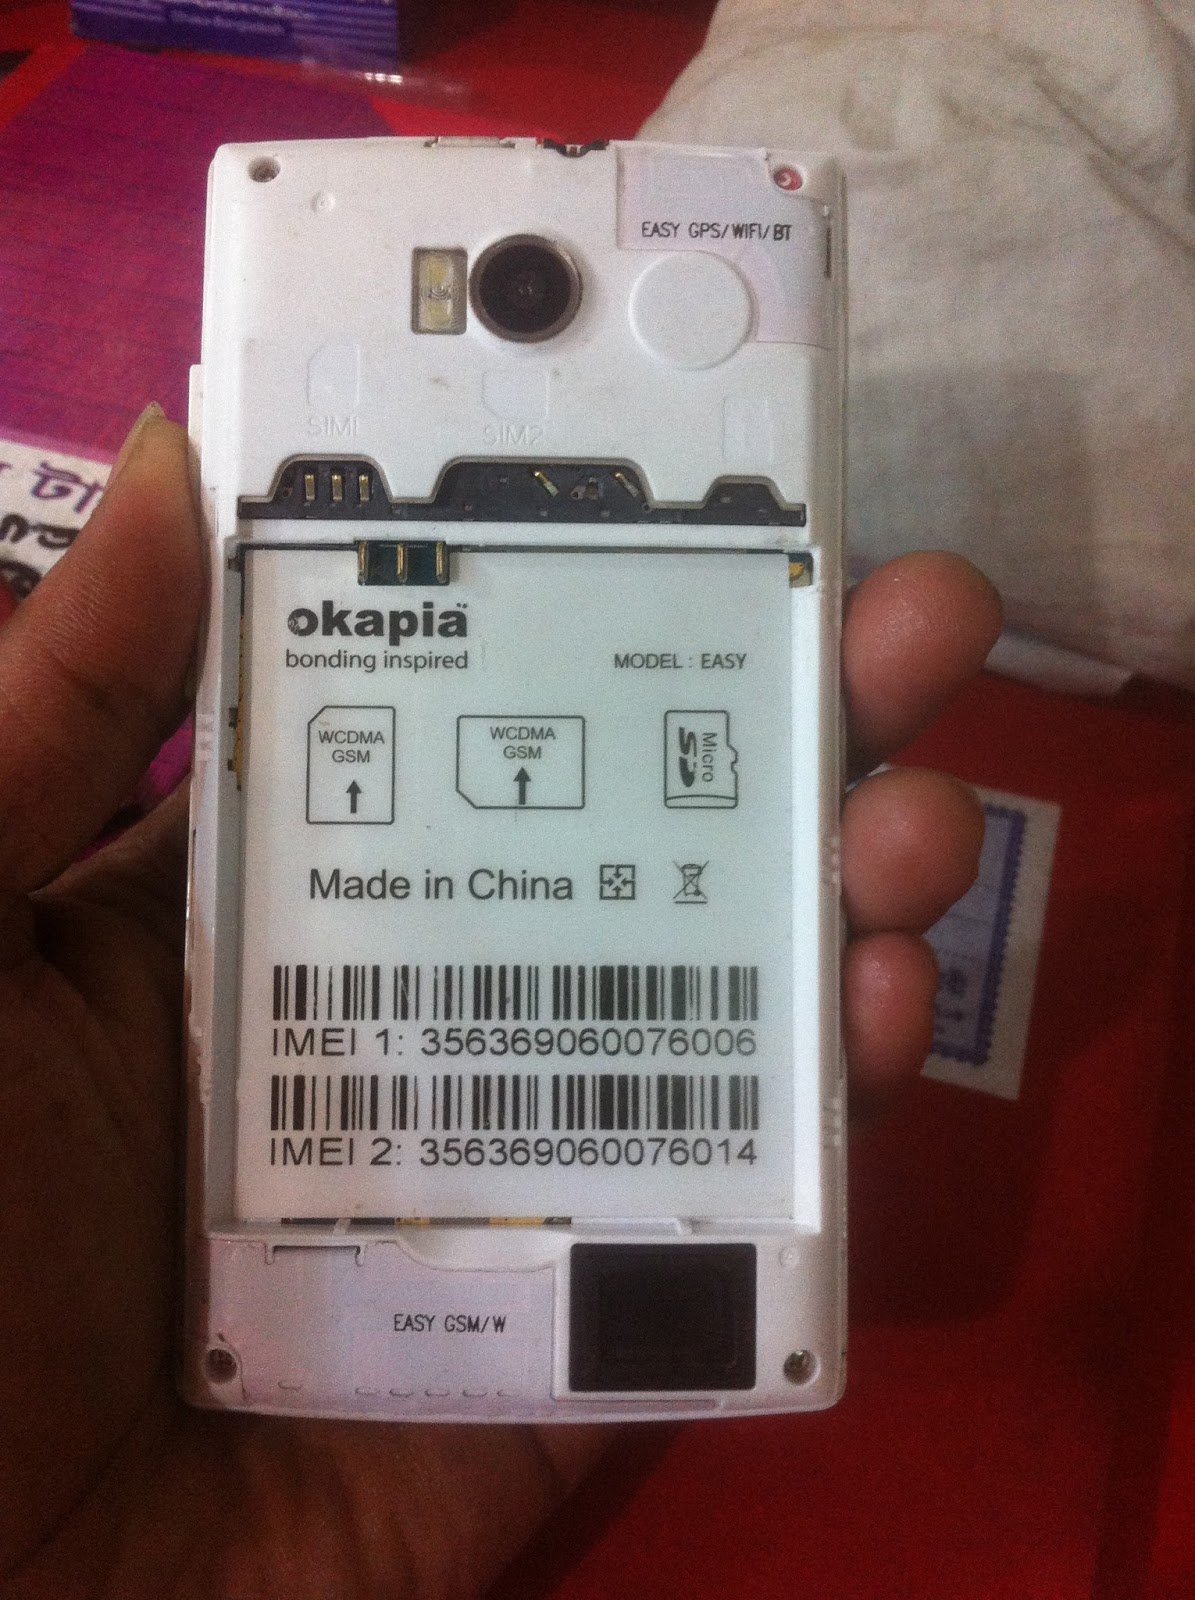 EASY GPS/WIFI/BT
SIM1
SIM2
okapia
bonding inspired
MODEL : EASY
WCDMA
GSM
WCDMA
GSM
Micro
SD
Made in China
IMEI 1: 356369060076006
IMEI 2: 356369060076014
EASY GSM/W
টা